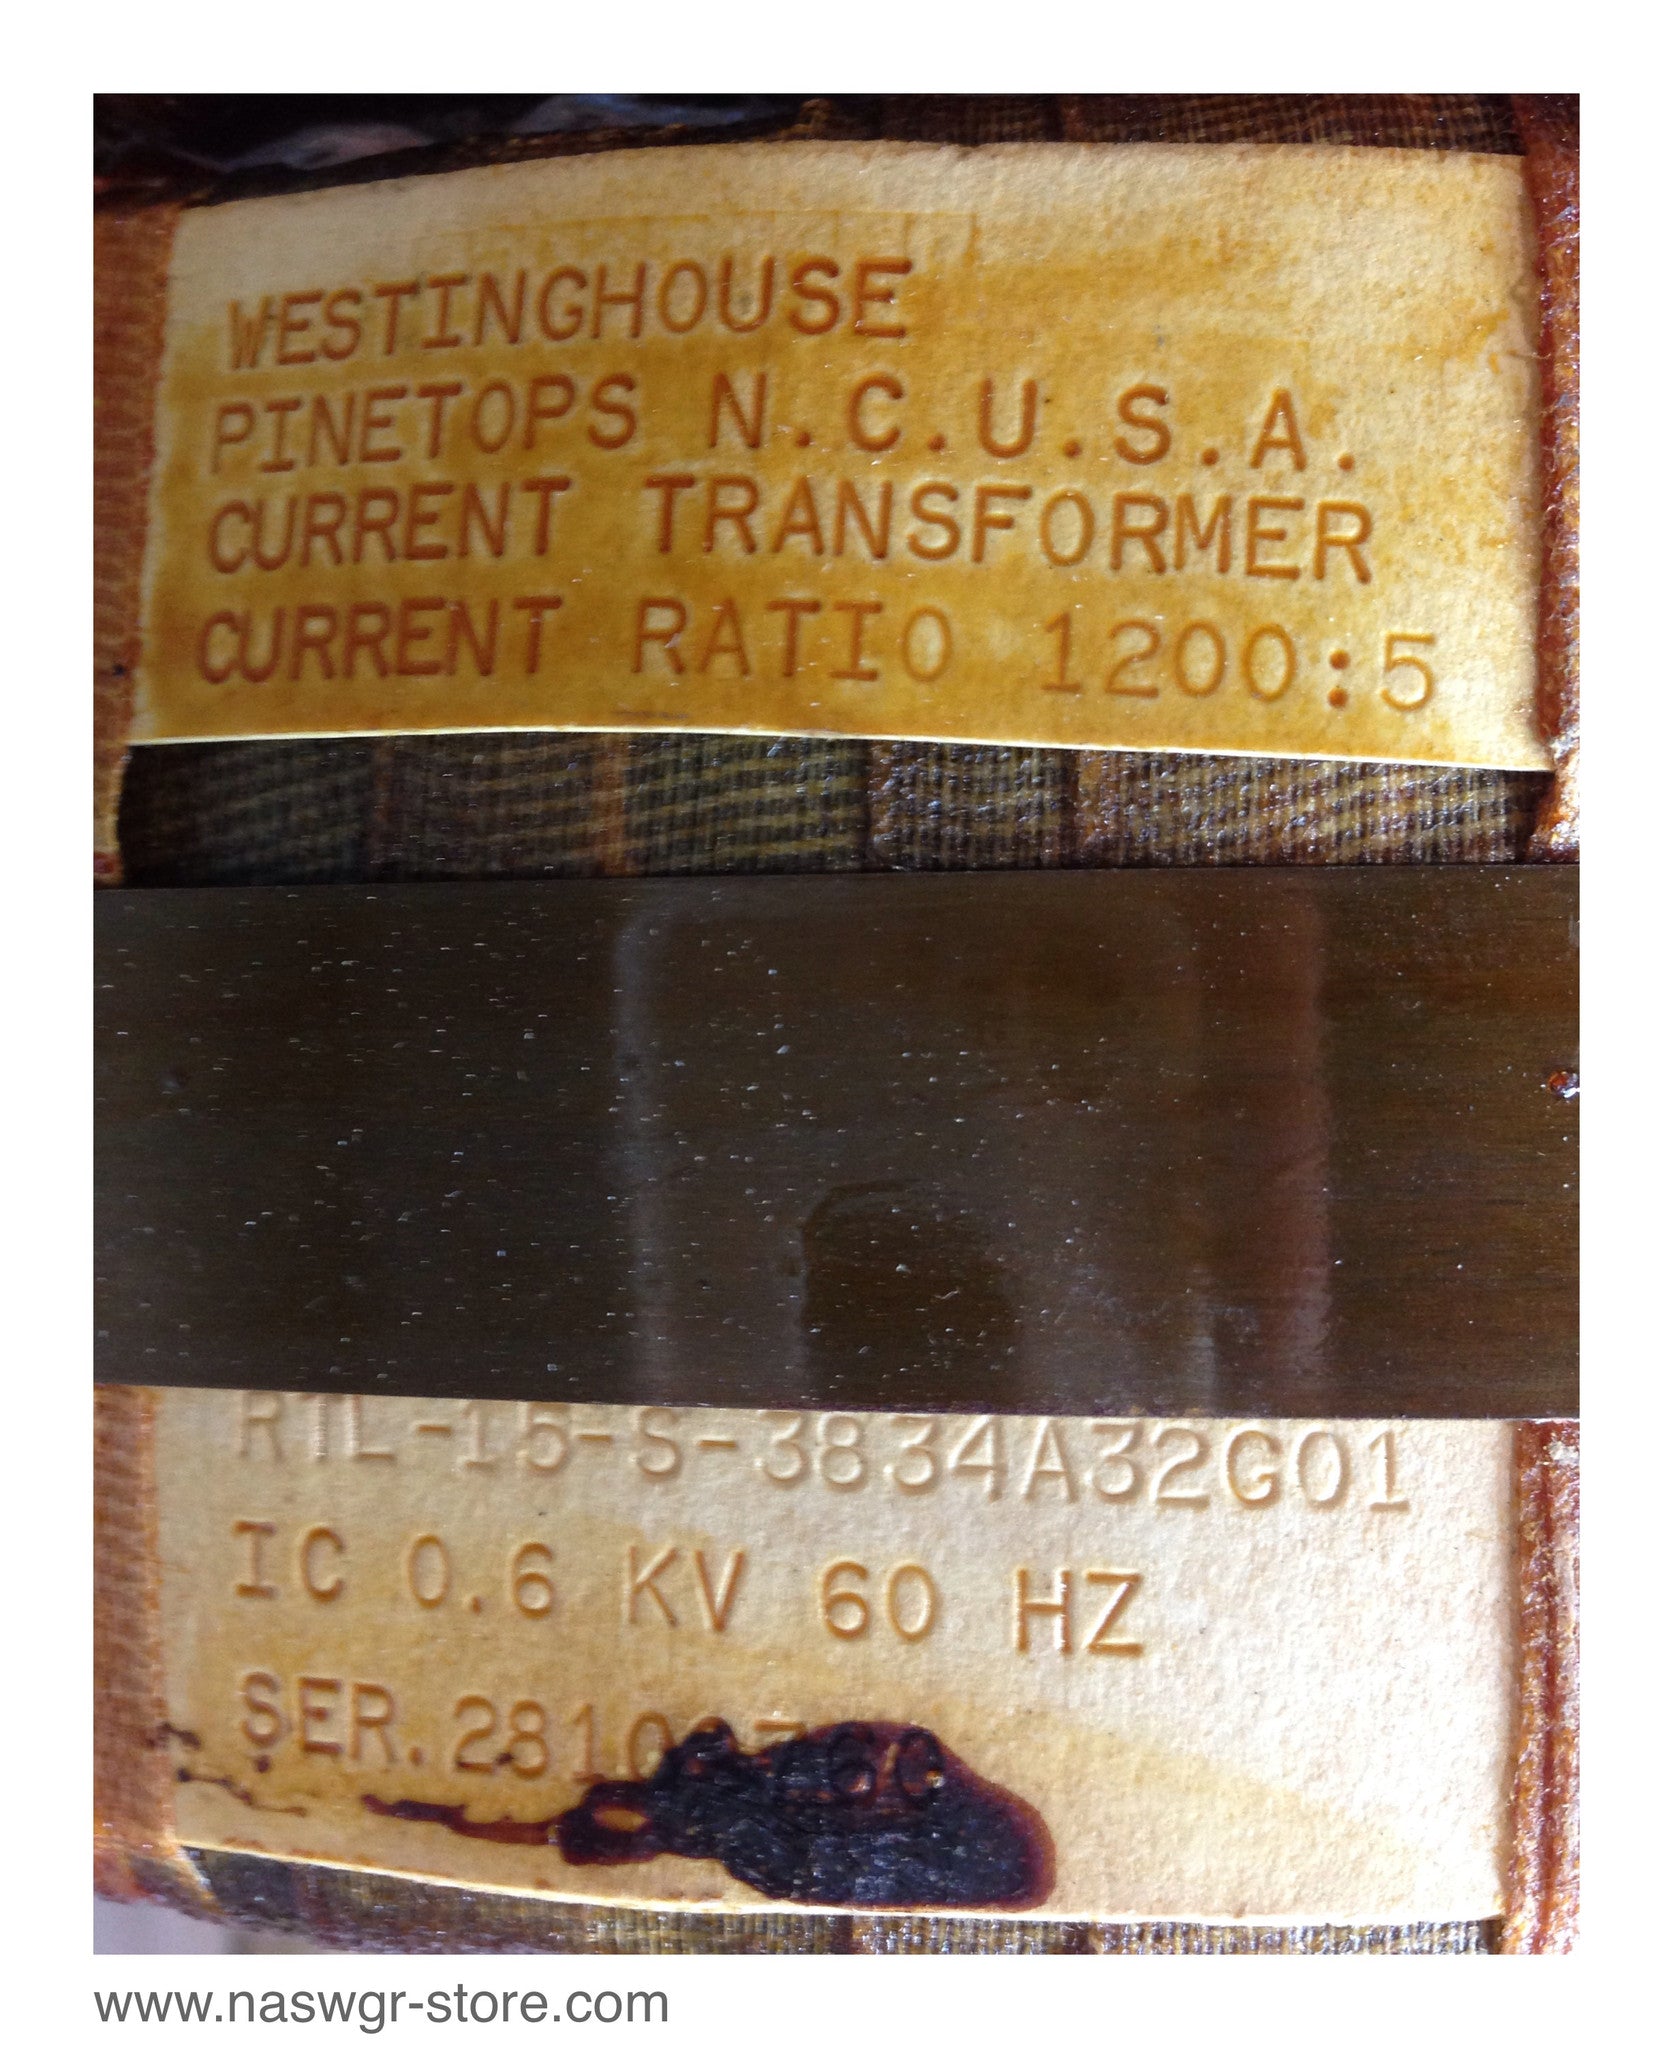 WESTINGHOUSE
PINETOPS N.C.U.S.A.
CURRENT TRANSFORMER
CURRENT RATIO 1200:5
RTL-15-S-3834A32G01
IC 0.6 KV 60 HZ
SER.
www.naswgr-store.com